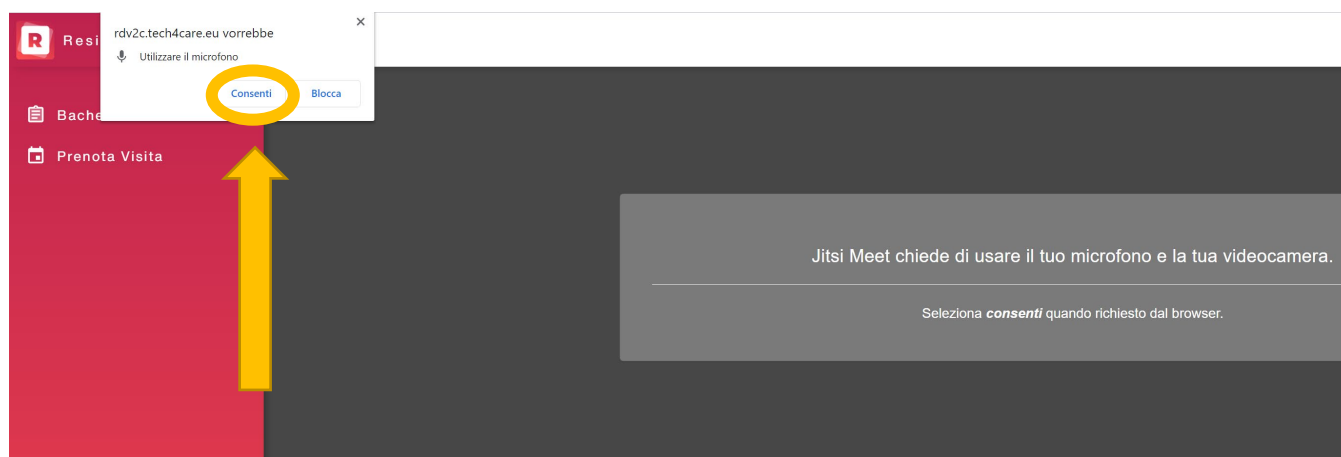 rdv2c.tech4care.eu vorrebbe
Utilizzare il microfono
Consenti Blocca
R Resi
Bache
Prenota Visita
Jitsi Meet chiede di usare il tuo microfono e la tua videocamera.
Seleziona consenti quando richiesto dal browser.